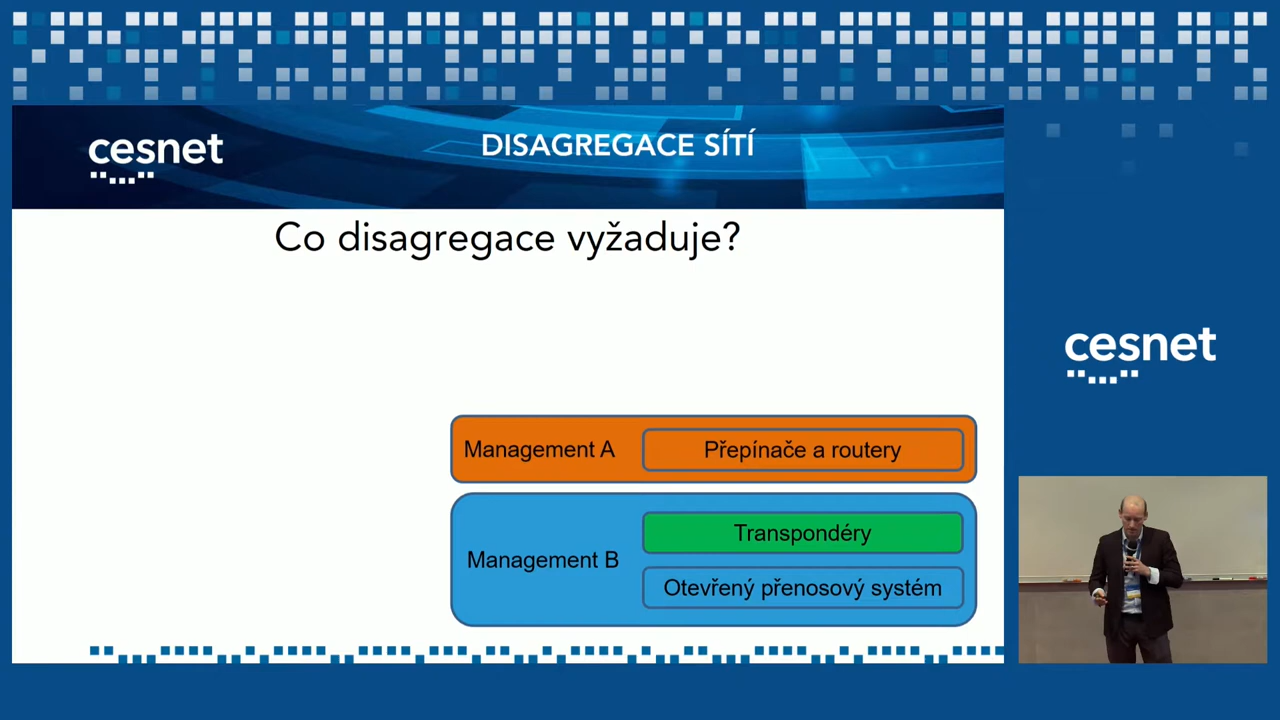 cesnet
DISAGREGACE SÍTÍ
Co disagregace vyžaduje?
cesnet
Management A
Přepínače a routery
Management B
Transpondéry
Otevřený přenosový systém